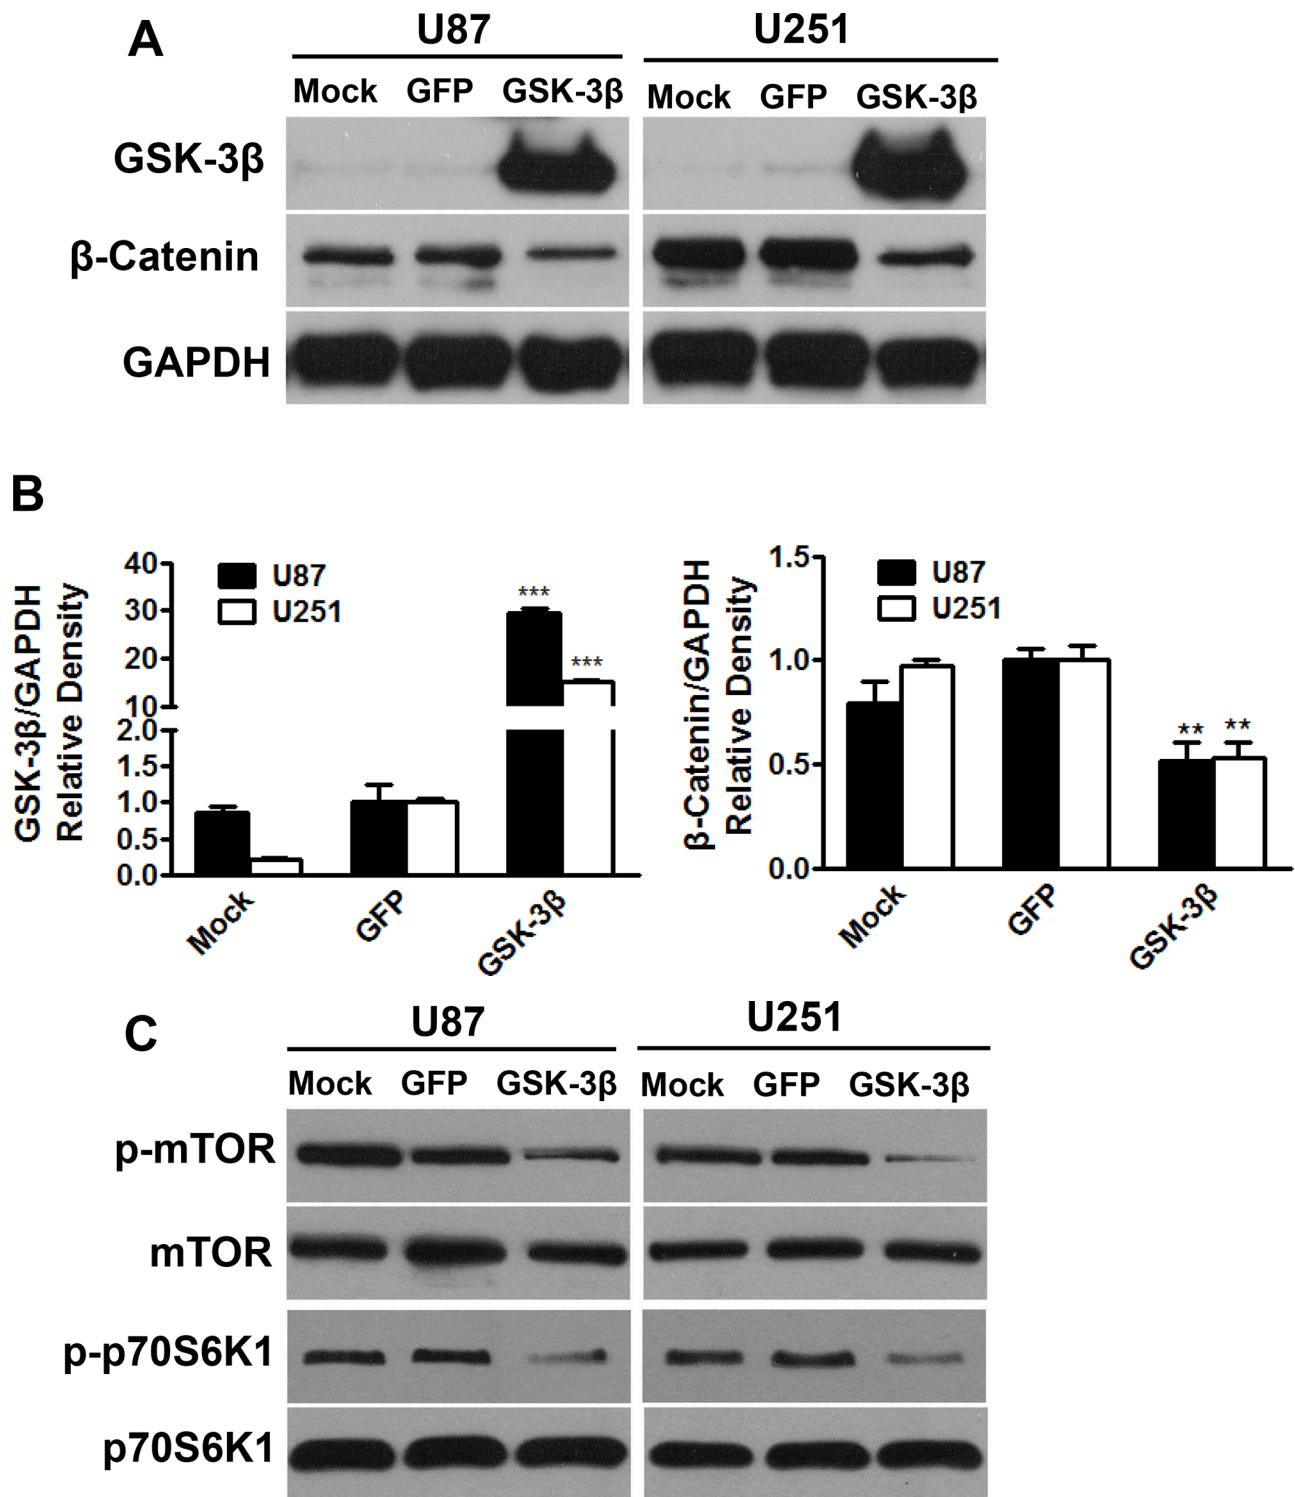 A
U87 U251
Mock GFP GSK-3β Mock GFP GSK-3β
GSK-3β
β-Catenin
GAPDH
B
GSK-3β/GAPDH
Relative Density
40
30
20
10
2.0
1.5
1.0
0.5
0.0
U87
U251
***
***
Mock GFP GSK-3β
β-Catenin/GAPDH
Relative Density
1.5
1.0
0.5
0.0
U87
U251
** **
Mock GFP GSK-3β
C
U87 U251
Mock GFP GSK-3β Mock GFP GSK-3β
p-mTOR
mTOR
p-p70S6K1
p70S6K1